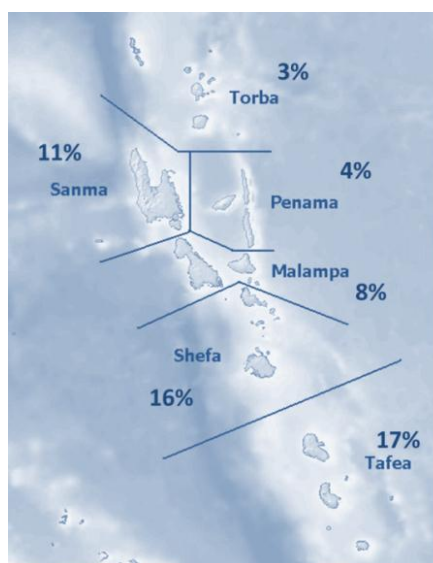 3%
Torba
11%
Sanma
4%
Penama
Malampa
8%
Shefa
16%
17%
Tafea